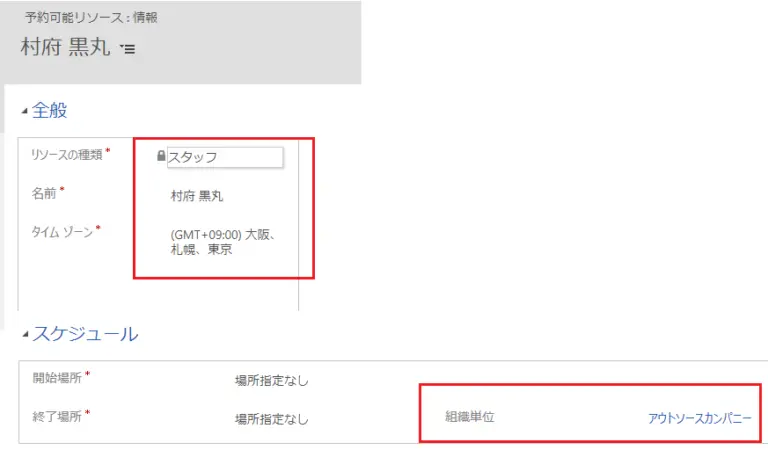 予約可能リソース : 情報
村府 黒丸
全般
リソースの種類 * スタッフ
名前 * 村府 黒丸
タイム ゾーン * (GMT+09:00) 大阪、
札幌、東京
スケジュール
開始場所 * 場所指定なし
終了場所 * 場所指定なし 組織単位 アウトソースカンパニー